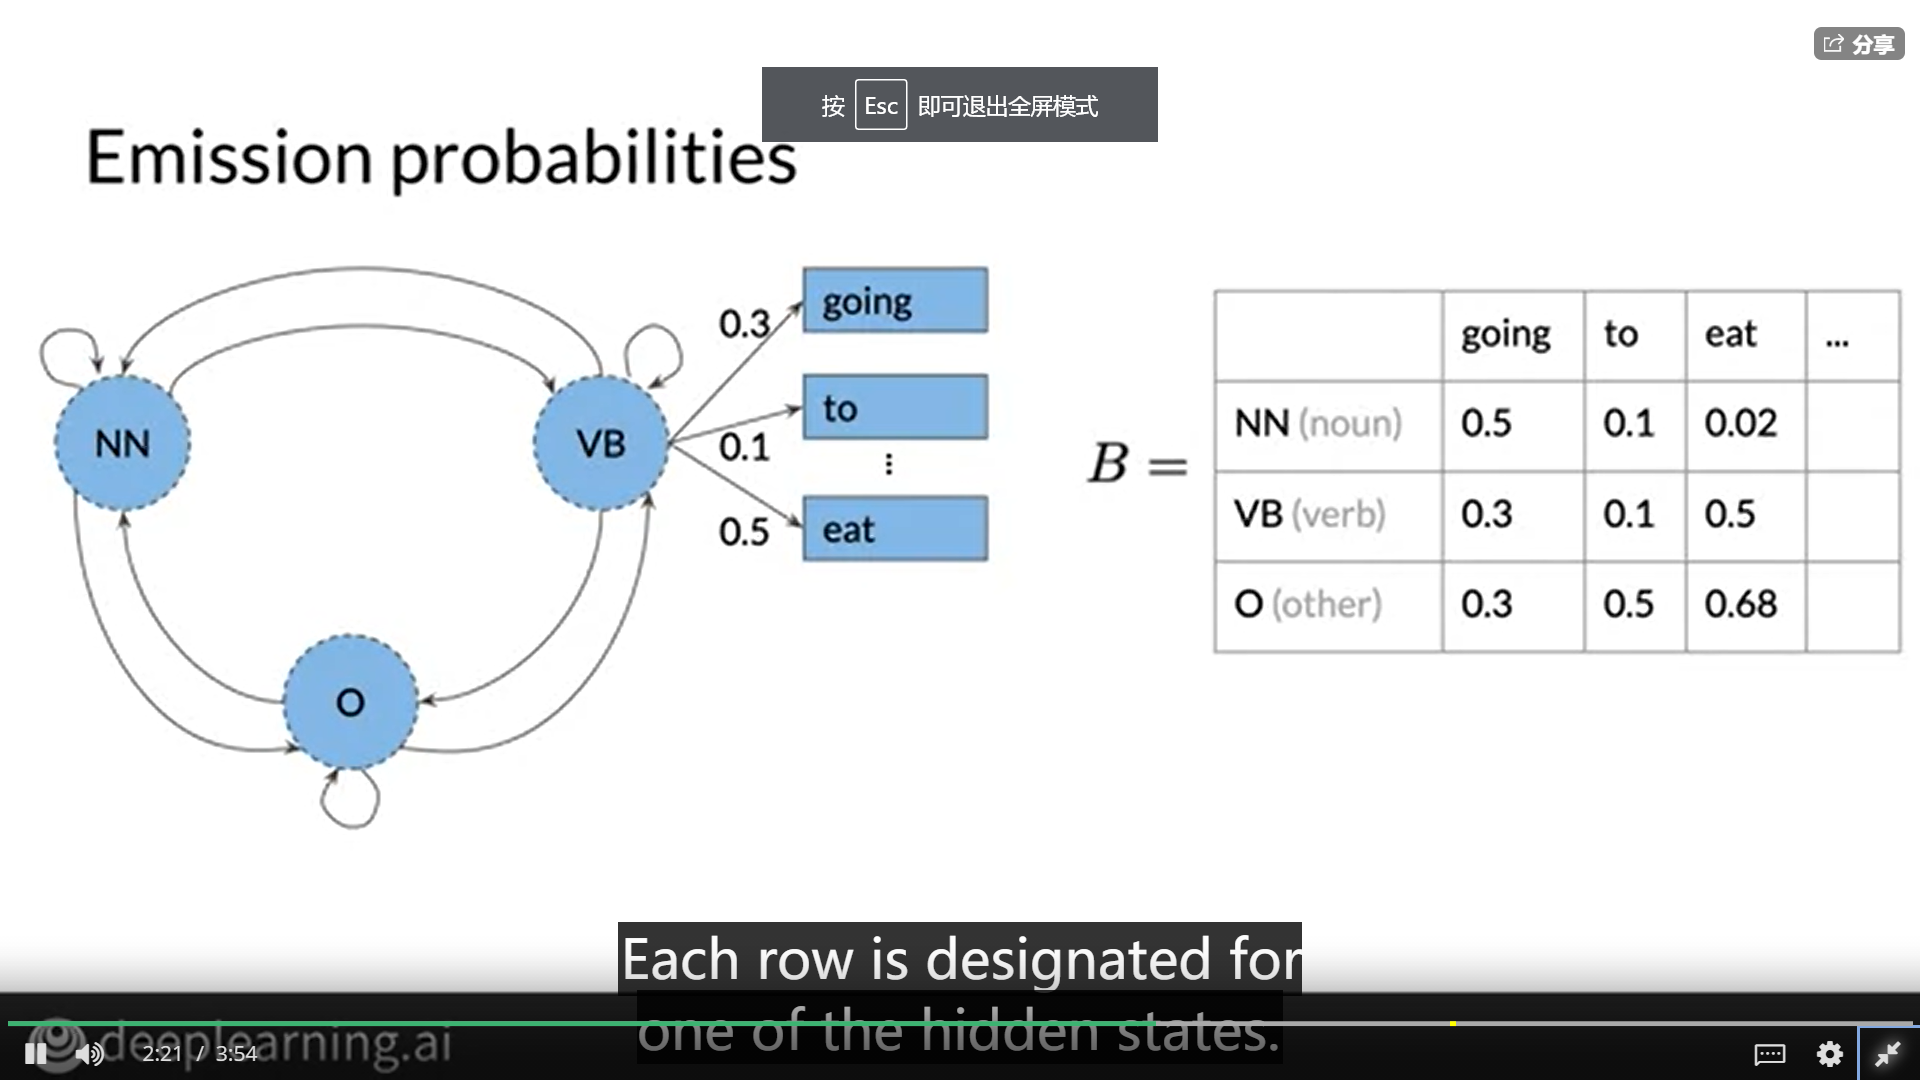 分享
按 Esc 即可退出全屏模式
Emission probabilities
NN
VB
O
0.3
0.1
0.5
going
to
⋮
eat
B =
going to eat ...
NN (noun) 0.5 0.1 0.02
VB (verb) 0.3 0.1 0.5
O (other) 0.3 0.5 0.68
Each row is designated for
one of the hidden states.
deeplearning.ai
2:21 / 3:54